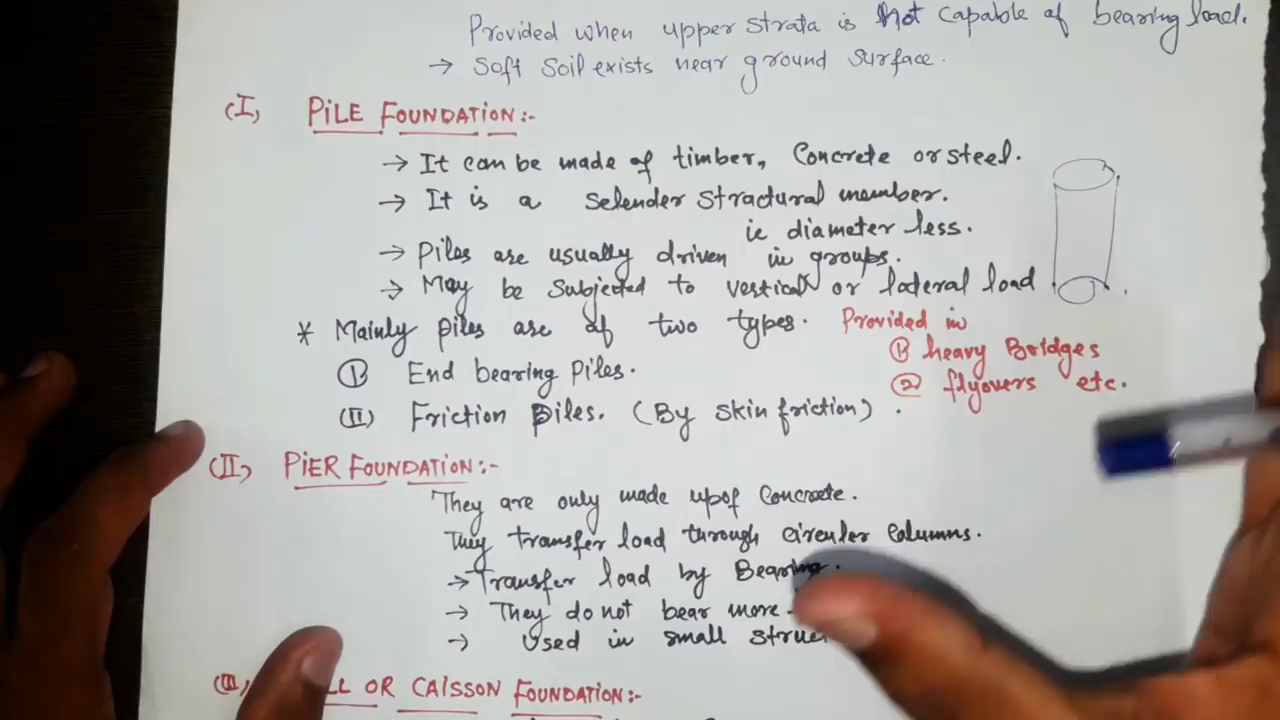 Provided when upper strata is not capable of bearing load.
→ Soft Soil exists near ground surface.
(I) PILE FOUNDATION:-
→ It can be made of timber, Concrete or steel.
→ It is a Selender Stractural member.
ie diameter less.
→ Piles are usually driven in groups.
→ May be Subjected to vertical or lateral load
* Mainly piles are of two types. Provided in
① End bearing Piles. ① heavy Bridges
② flyovers etc.
(II) Friction Piles. (By Skin friction).
(II) PIER FOUNDATION:-
They are only made upof Concrete.
They transfer load through circular Columns.
→ Transfer load by Bearing.
→ They do not bear more
→ Used in small
(III) OR CAISSON FOUNDATION:-